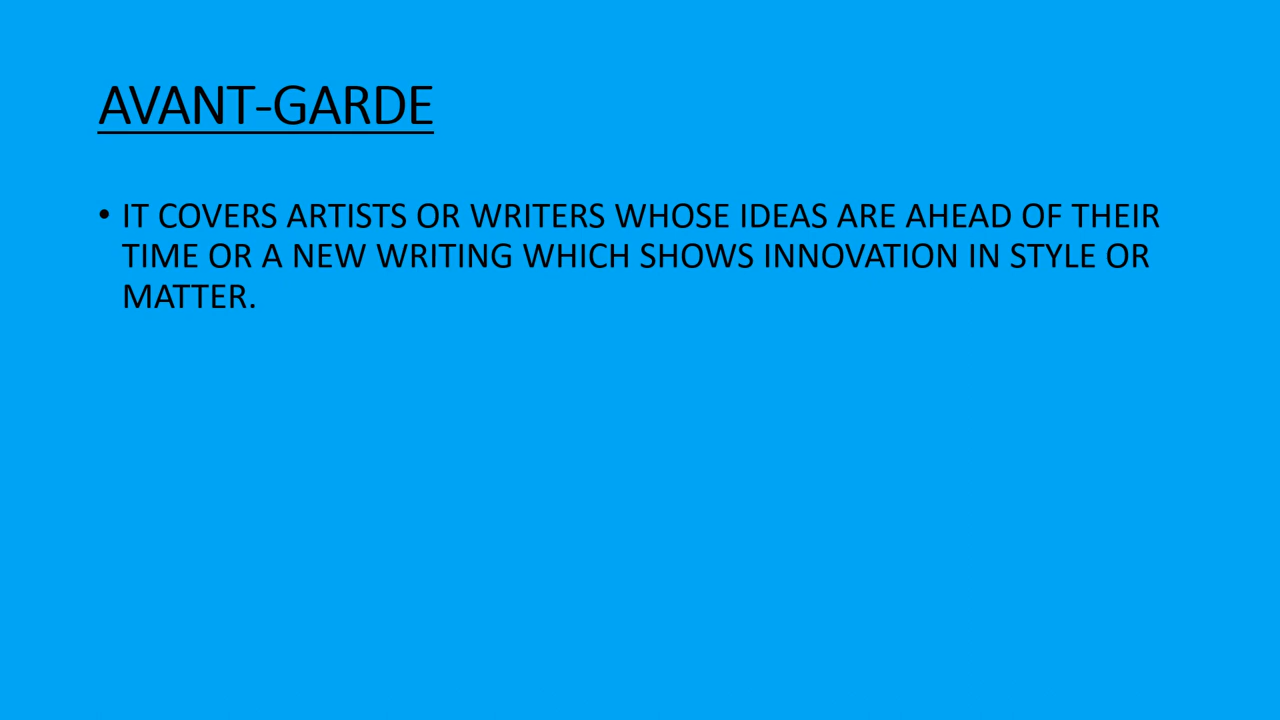 AVANT-GARDE
• IT COVERS ARTISTS OR WRITERS WHOSE IDEAS ARE AHEAD OF THEIR
TIME OR A NEW WRITING WHICH SHOWS INNOVATION IN STYLE OR
MATTER.